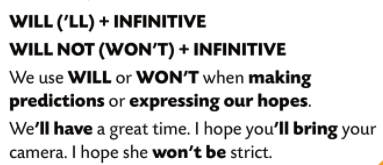 WILL (’LL) + INFINITIVE
WILL NOT (WON’T) + INFINITIVE
We use WILL or WON’T when making
predictions or expressing our hopes.
We’ll have a great time. I hope you’ll bring your
camera. I hope she won’t be strict.